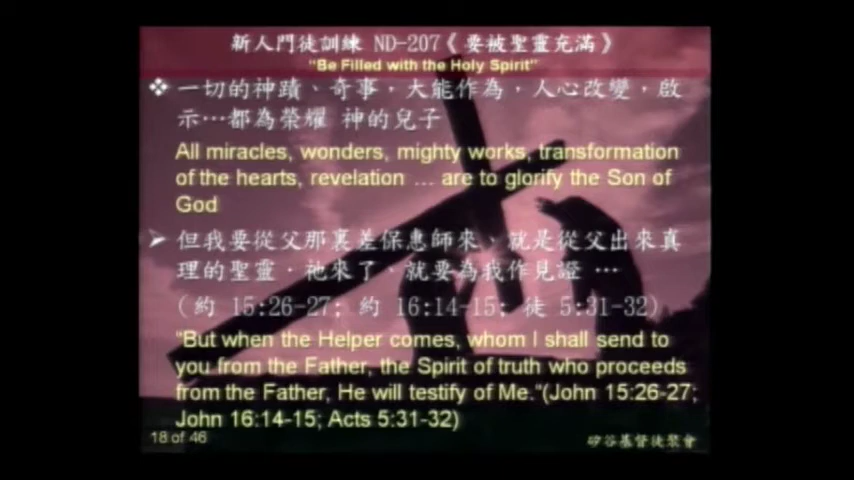 新人門徒訓練 ND-207《要被聖靈充滿》
"Be Filled with the Holy Spirit"
❖ 一切的神蹟、奇事，大能作為，人心改變，啟
示…都為榮耀 神的兒子
All miracles, wonders, mighty works, transformation
of the hearts, revelation ... are to glorify the Son of
God
➢ 但我要從父那裏差保惠師來、就是從父出來真
理的聖靈．祂來了、就要為我作見證 …
(約 15:26-27; 約 16:14-15; 徒 5:31-32)
"But when the Helper comes, whom I shall send to
you from the Father, the Spirit of truth who proceeds
from the Father, He will testify of Me."(John 15:26-27;
John 16:14-15; Acts 5:31-32)
18 of 46
矽谷基督徒聚會